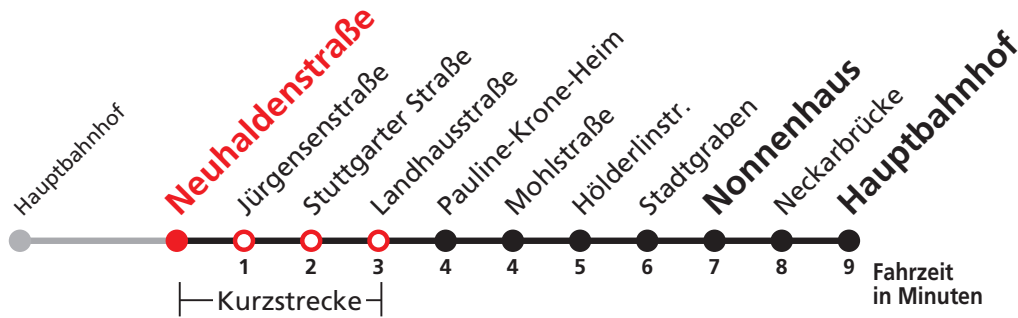 Hauptbahnhof
Neuhaldenstraße
Jürgensenstraße
Stuttgarter Straße
Landhausstraße
Pauline-Krone-Heim
Mohlstraße
Hölderlinstr.
Stadtgraben
Nonnenhaus
Neckarbrücke
Hauptbahnhof
1 2 3 4 4 5 6 7 8 9
Fahrzeit
in Minuten
Kurzstrecke